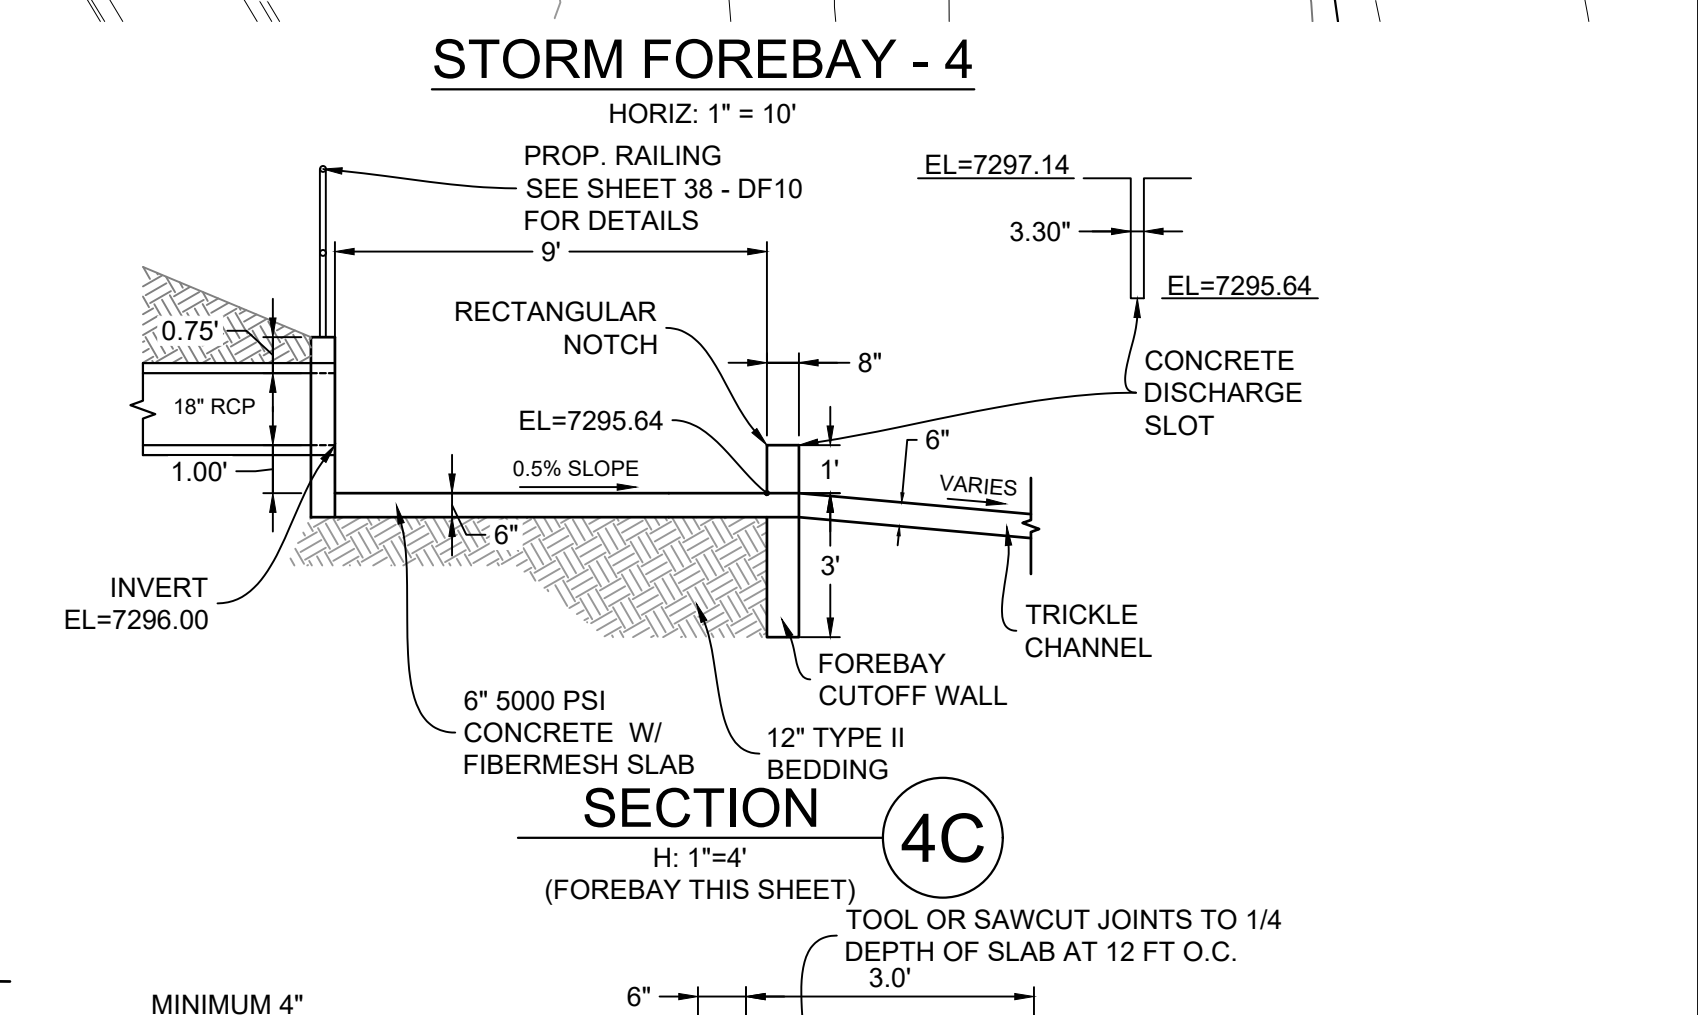 STORM FOREBAY - 4
HORIZ: 1" = 10'
PROP. RAILING
SEE SHEET 38 - DF10
FOR DETAILS
9'
EL=7297.14
3.30"
EL=7295.64
RECTANGULAR
NOTCH
8"
CONCRETE
DISCHARGE
SLOT
0.75'
18" RCP
1.00'
EL=7295.64
0.5% SLOPE
6"
1'
6"
VARIES
3'
INVERT
EL=7296.00
TRICKLE
CHANNEL
FOREBAY
CUTOFF WALL
6" 5000 PSI
CONCRETE W/
FIBERMESH SLAB
12" TYPE II
BEDDING
SECTION
4C
H: 1"=4'
(FOREBAY THIS SHEET)
TOOL OR SAWCUT JOINTS TO 1/4
DEPTH OF SLAB AT 12 FT O.C.
3.0'
6"
MINIMUM 4"